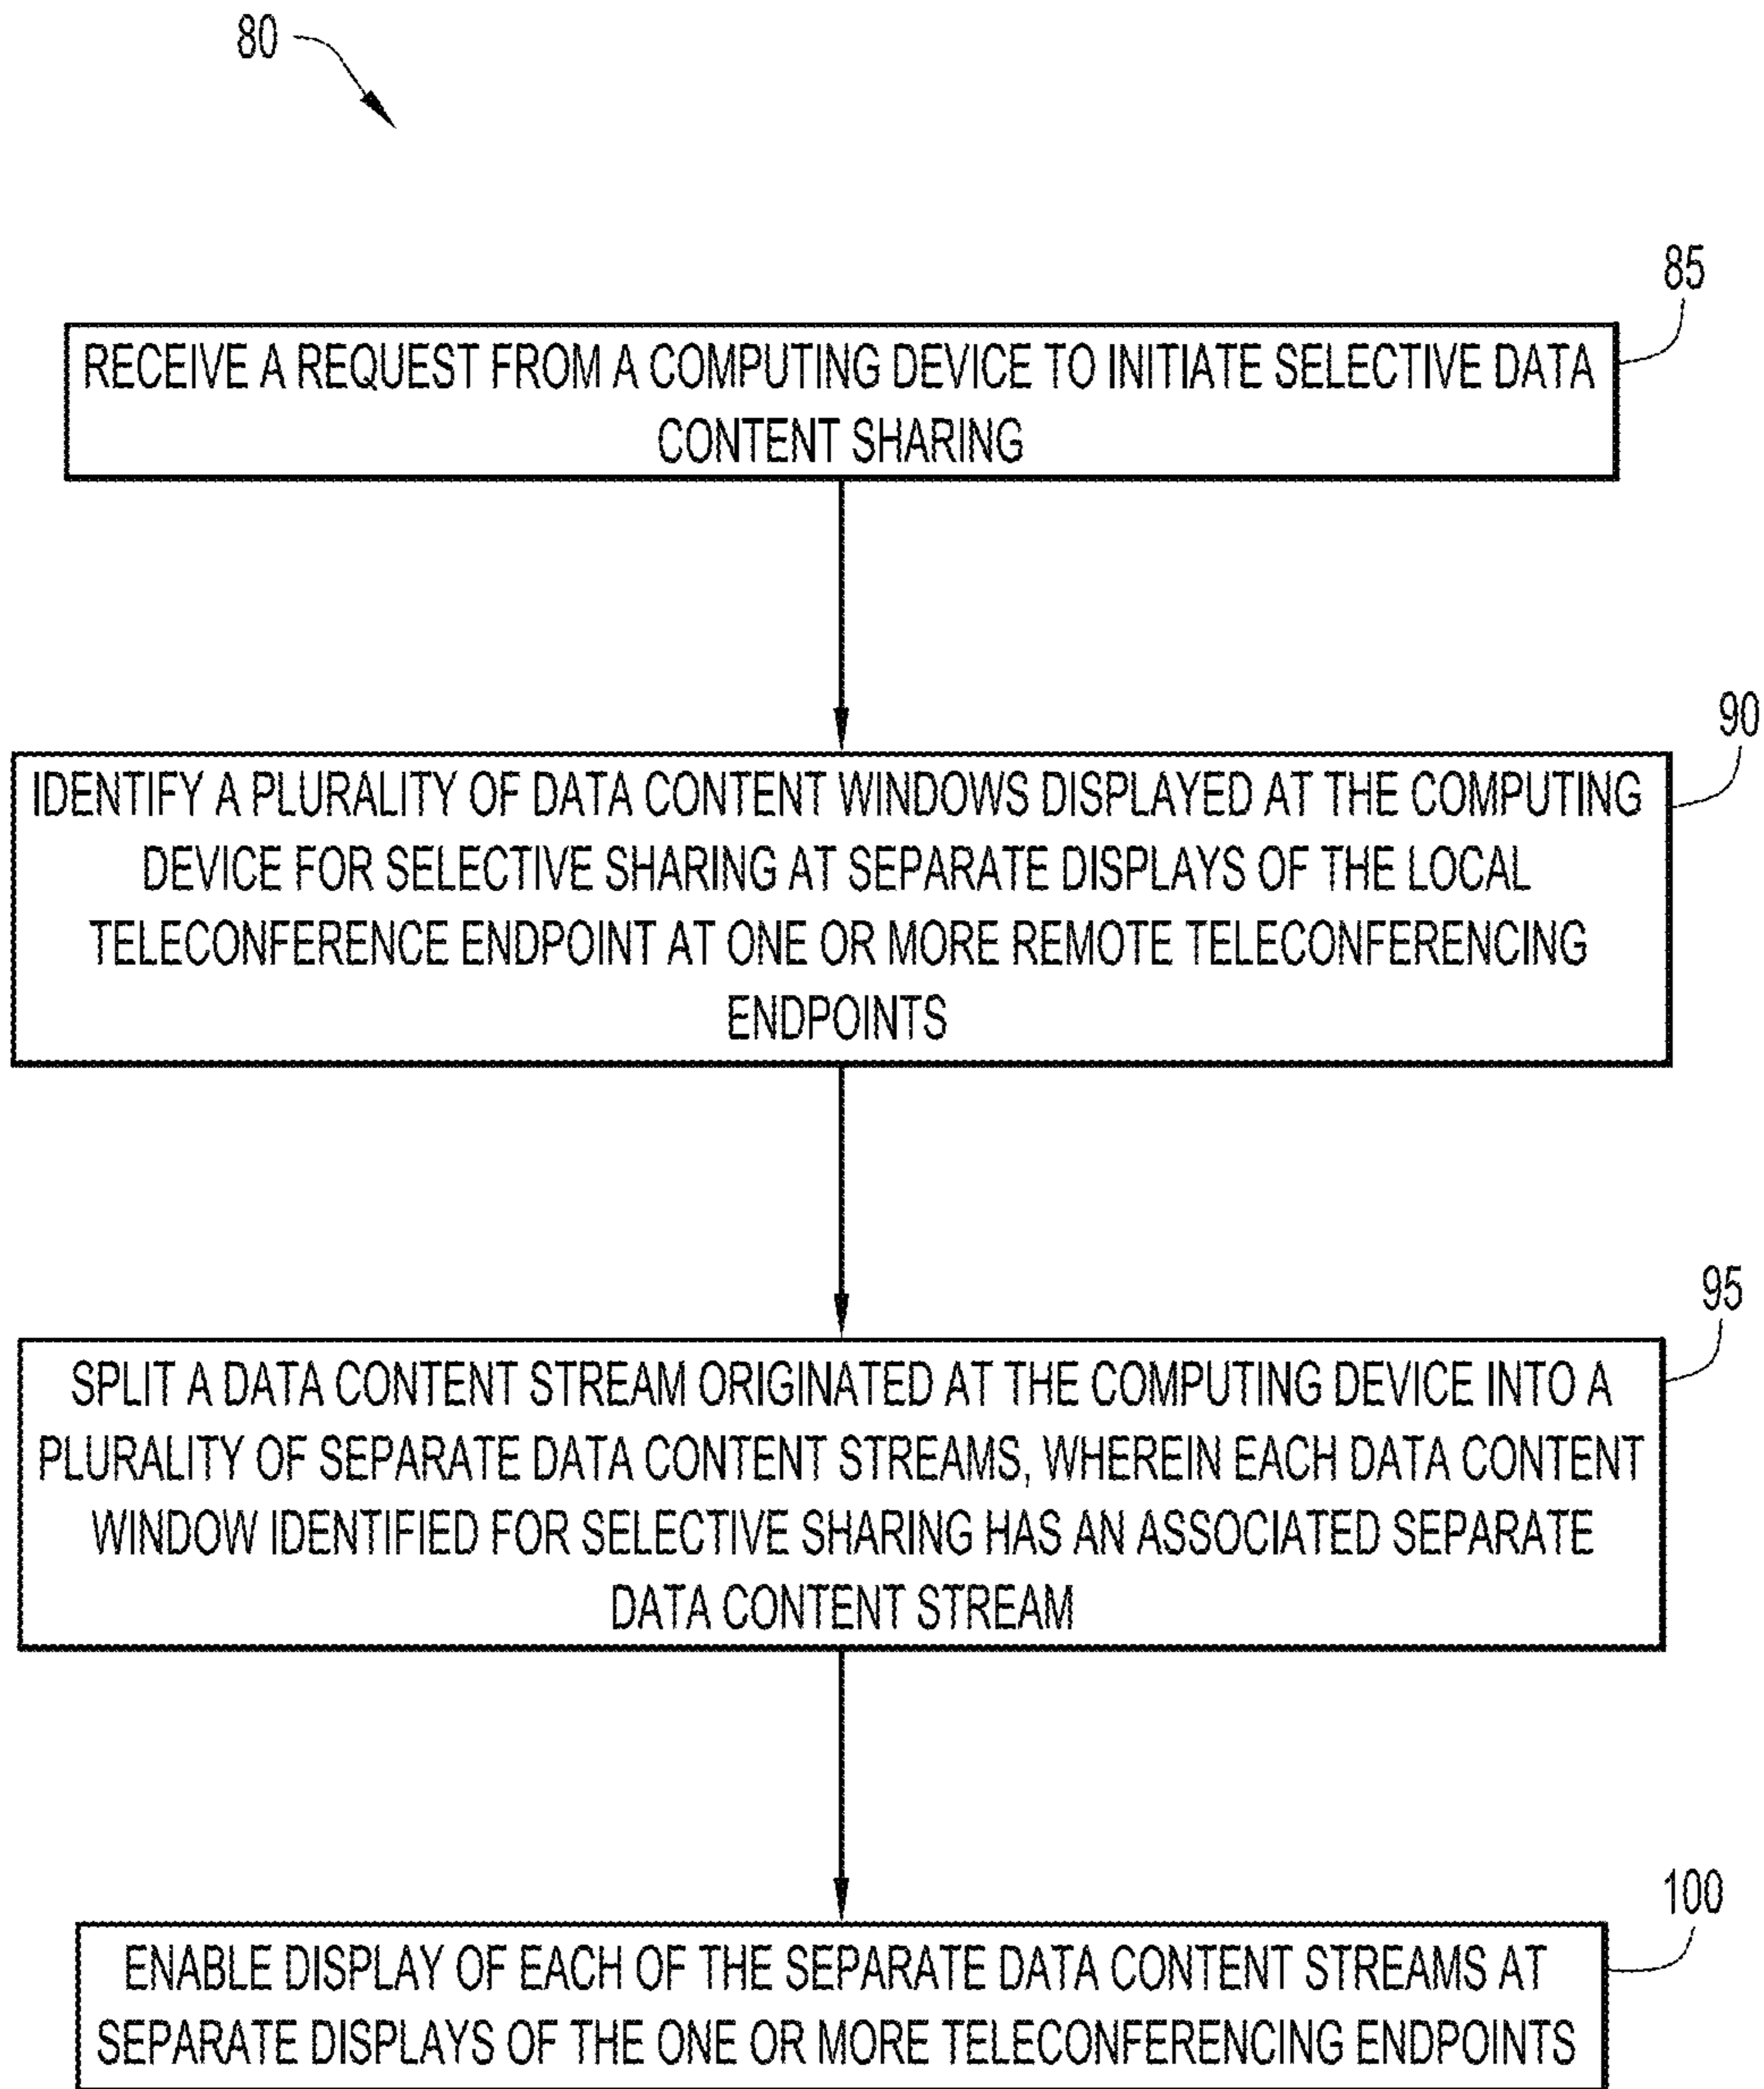 80
85
RECEIVE A REQUEST FROM A COMPUTING DEVICE TO INITIATE SELECTIVE DATA
CONTENT SHARING
90
IDENTIFY A PLURALITY OF DATA CONTENT WINDOWS DISPLAYED AT THE COMPUTING
DEVICE FOR SELECTIVE SHARING AT SEPARATE DISPLAYS OF THE LOCAL
TELECONFERENCE ENDPOINT AT ONE OR MORE REMOTE TELECONFERENCING
ENDPOINTS
95
SPLIT A DATA CONTENT STREAM ORIGINATED AT THE COMPUTING DEVICE INTO A
PLURALITY OF SEPARATE DATA CONTENT STREAMS, WHEREIN EACH DATA CONTENT
WINDOW IDENTIFIED FOR SELECTIVE SHARING HAS AN ASSOCIATED SEPARATE
DATA CONTENT STREAM
100
ENABLE DISPLAY OF EACH OF THE SEPARATE DATA CONTENT STREAMS AT
SEPARATE DISPLAYS OF THE ONE OR MORE TELECONFERENCING ENDPOINTS